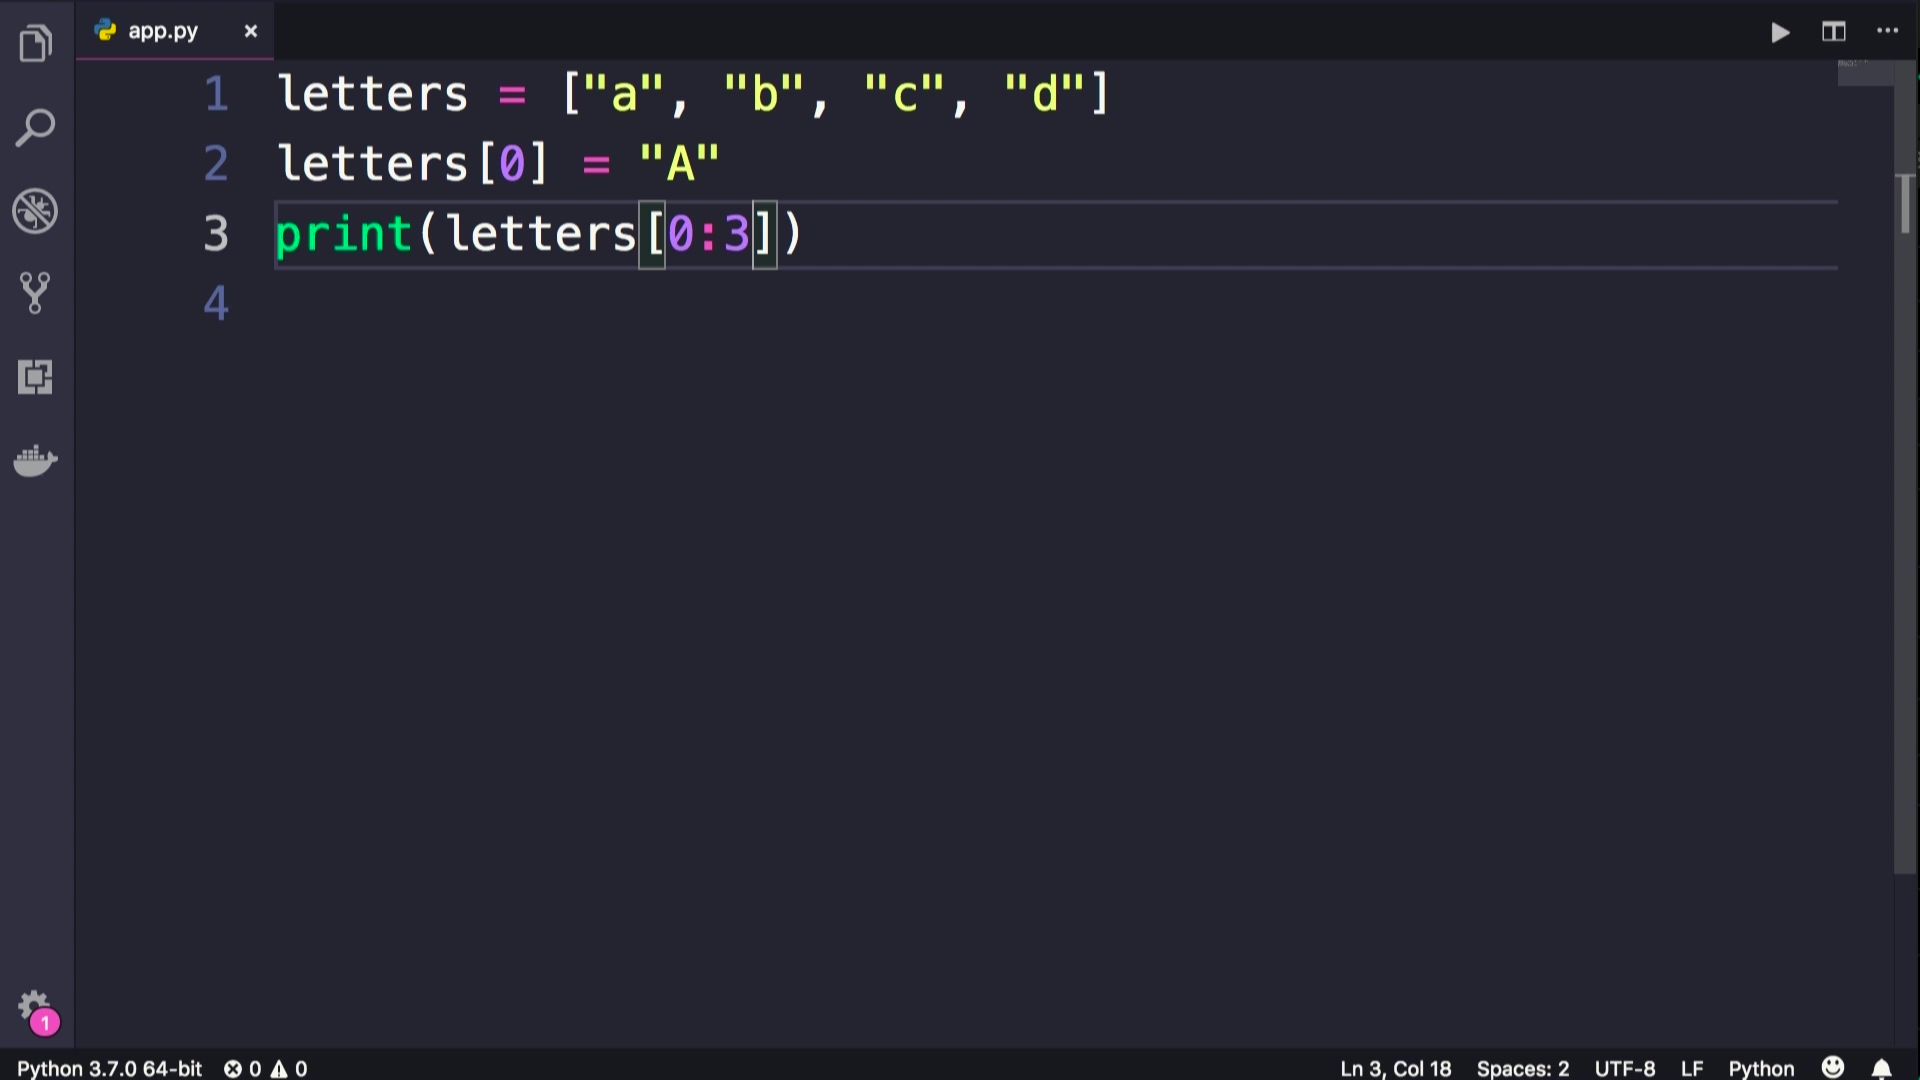 app.py ×
1 letters = ["a", "b", "c", "d"]
2 letters[0] = "A"
3 print(letters[0:3])
4
1
Python 3.7.0 64-bit 0 0 Ln 3, Col 18 Spaces: 2 UTF-8 LF Python